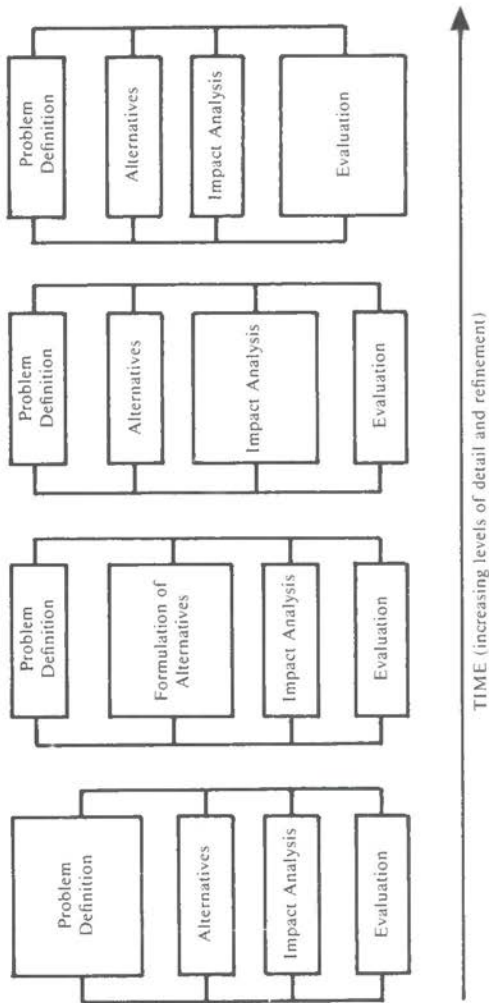 Problem
Definition
Alternatives
Impact Analysis
Evaluation
Problem
Definition
Formulation of
Alternatives
Impact Analysis
Evaluation
Problem
Definition
Alternatives
Impact Analysis
Evaluation
Problem
Definition
Alternatives
Impact Analysis
Evaluation
TIME (increasing levels of detail and refinement)